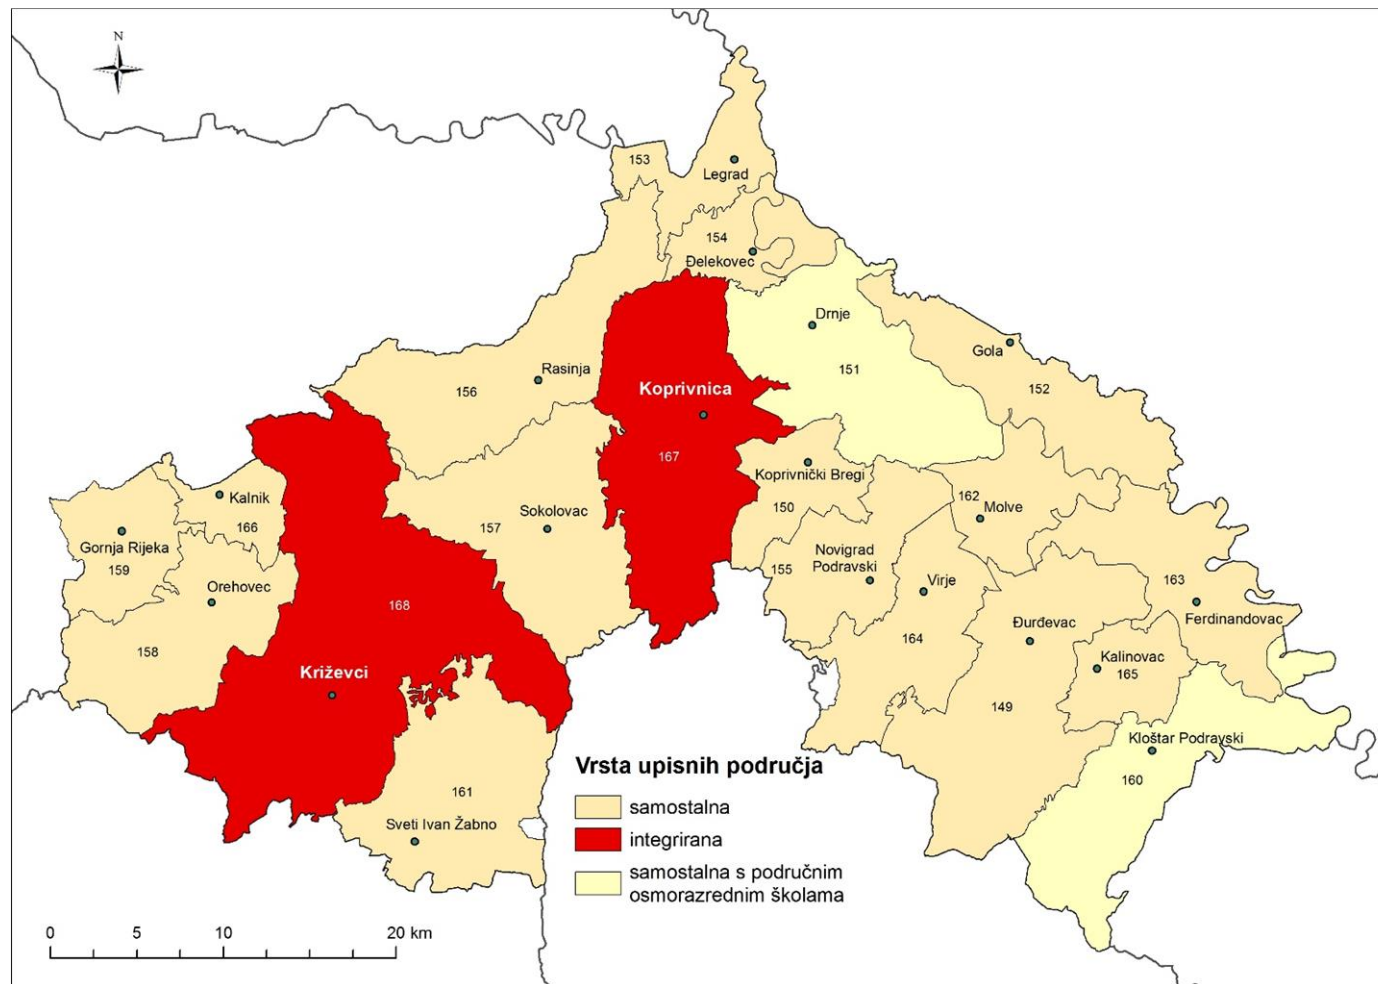 N
153
Legrad
154
Đelekovec
Drnje
151
Gola
152
Rasinja
156
Koprivnica
167
Koprivnički Bregi
150
162
Molve
Kalnik
166
Gornja Rijeka
159
Sokolovac
157
Novigrad
Podravski
155
Virje
164
163
Ferdinandovac
Orehovec
158
168
Križevci
Đurđevac
149
Kalinovac
165
Kloštar Podravski
160
161
Sveti Ivan Žabno
Vrsta upisnih područja
samostalna
integrirana
samostalna s područnim
osmorazrednim školama
0 5 10 20 km